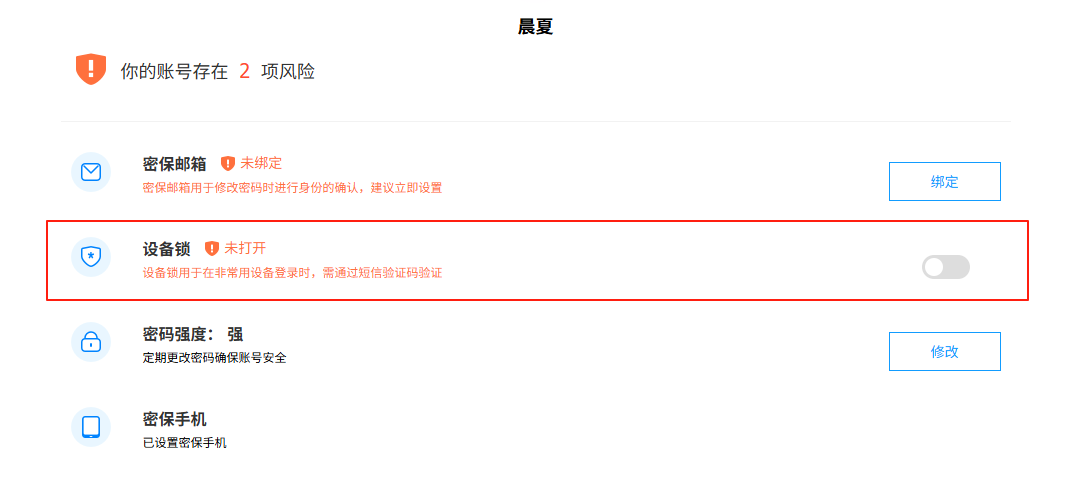 晨夏
你的账号存在 2 项风险
密保邮箱 未绑定
密保邮箱用于修改密码时进行身份的确认，建议立即设置
绑定
设备锁 未打开
设备锁用于在非常用设备登录时，需通过短信验证码验证
密码强度： 强
定期更改密码确保账号安全
修改
密保手机
已设置密保手机